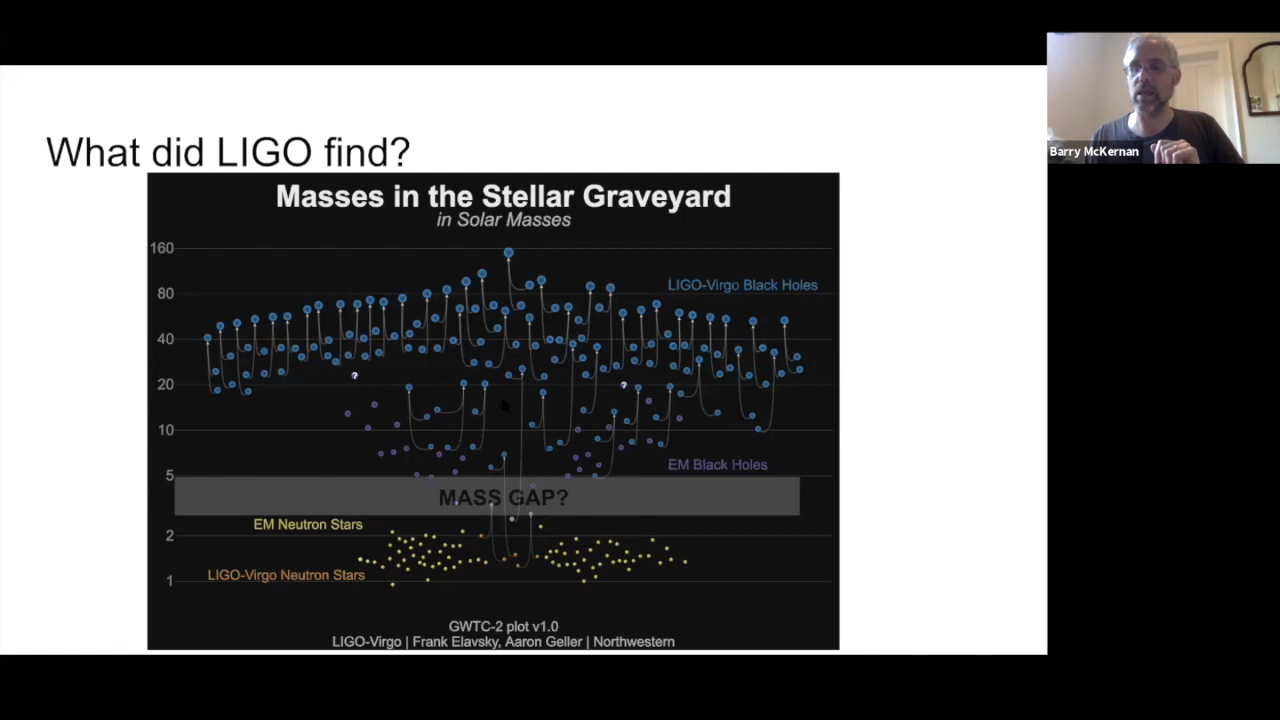 What did LIGO find?
Masses in the Stellar Graveyard
in Solar Masses
160
LIGO-Virgo Black Holes
80
40
20
10
EM Black Holes
5
MASS GAP?
EM Neutron Stars
2
LIGO-Virgo Neutron Stars
1
GWTC-2 plot v1.0
LIGO-Virgo | Frank Elavsky, Aaron Geller | Northwestern
Barry McKernan